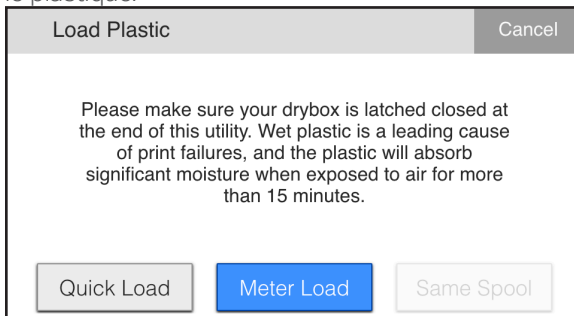 le plastique.
Load Plastic
Cancel
Please make sure your drybox is latched closed at
the end of this utility. Wet plastic is a leading cause
of print failures, and the plastic will absorb
significant moisture when exposed to air for more
than 15 minutes.
Quick Load
Meter Load
Same Spool